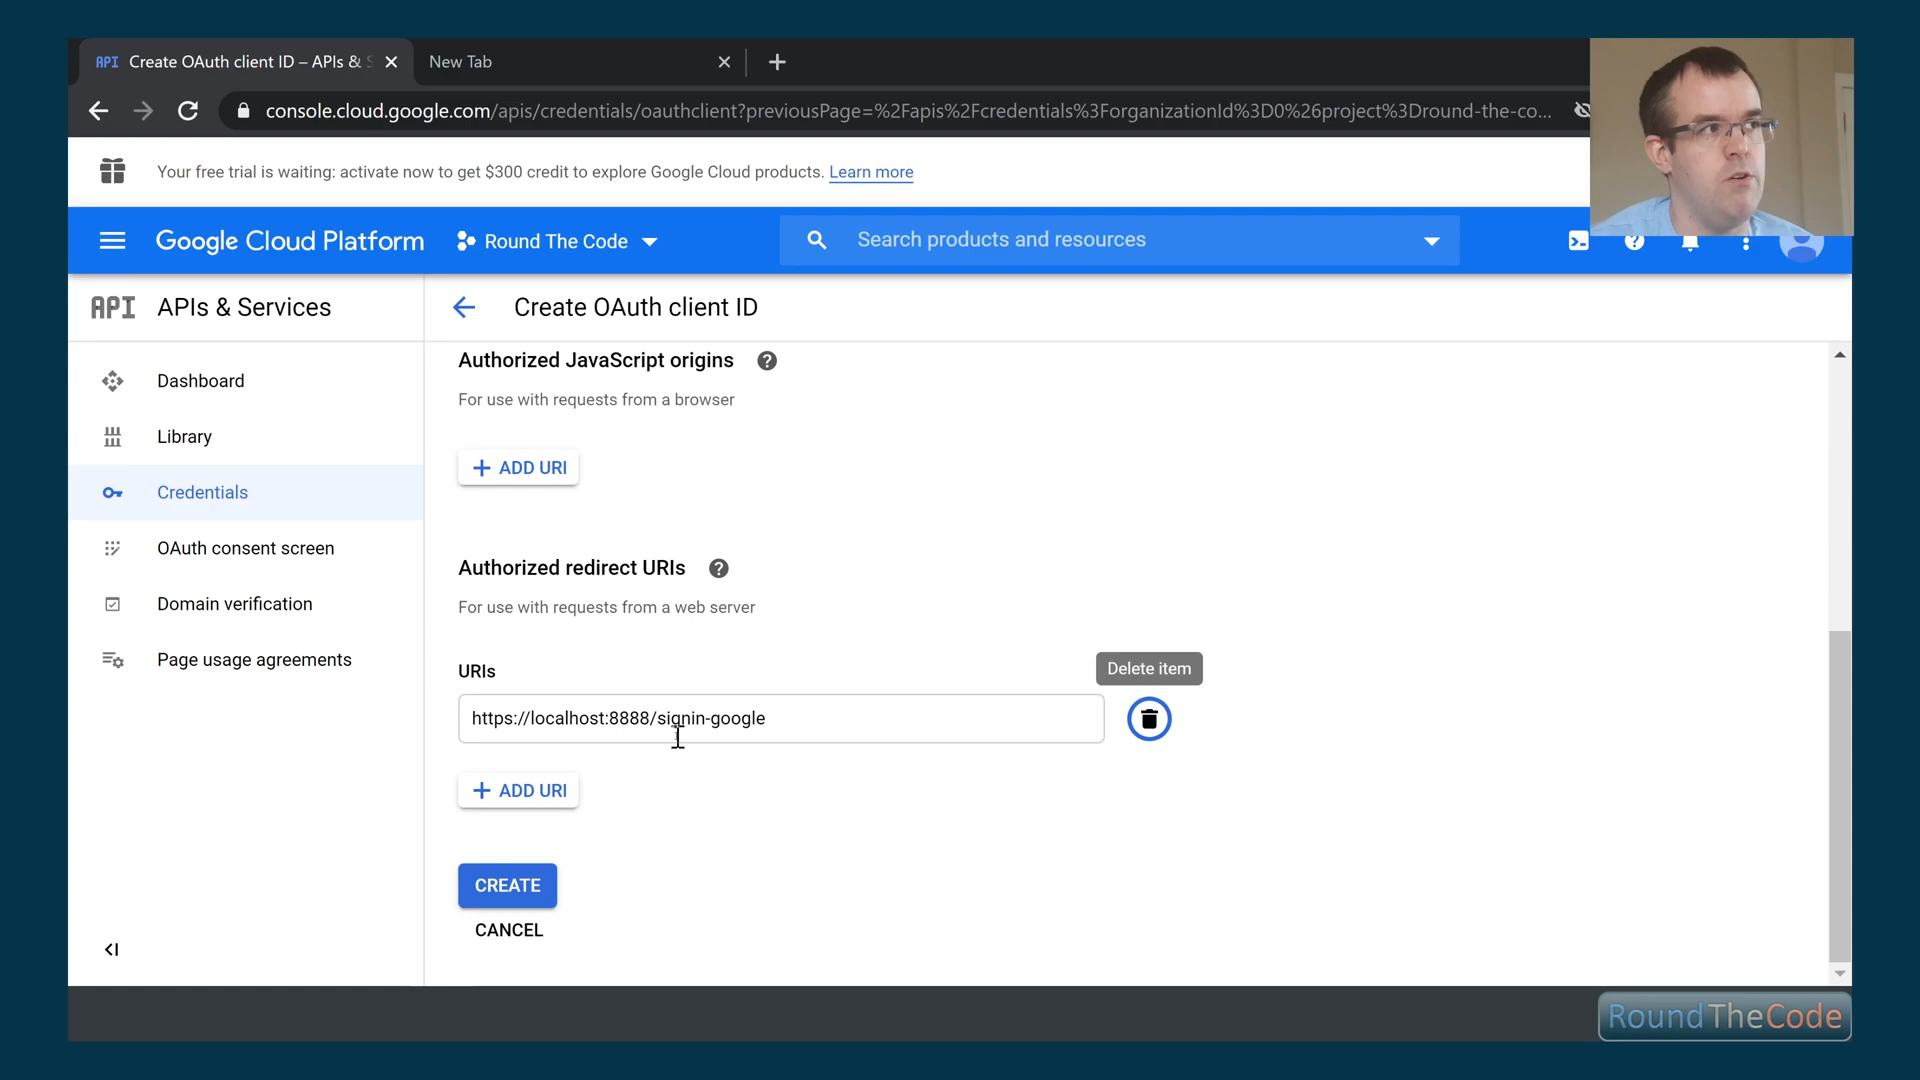 API Create OAuth client ID – APIs & S
New Tab
console.cloud.google.com/apis/credentials/oauthclient?previousPage=%2Fapis%2Fcredentials%3ForganizationId%3D0%26project%3Dround-the-co...
Your free trial is waiting: activate now to get $300 credit to explore Google Cloud products. Learn more
Google Cloud Platform
Round The Code
Search products and resources
API APIs & Services
Create OAuth client ID
Dashboard
Library
Credentials
OAuth consent screen
Domain verification
Page usage agreements
Authorized JavaScript origins
For use with requests from a browser
+ ADD URI
Authorized redirect URIs
For use with requests from a web server
URIs
Delete item
https://localhost:8888/signin-google
+ ADD URI
CREATE
CANCEL
RoundTheCode